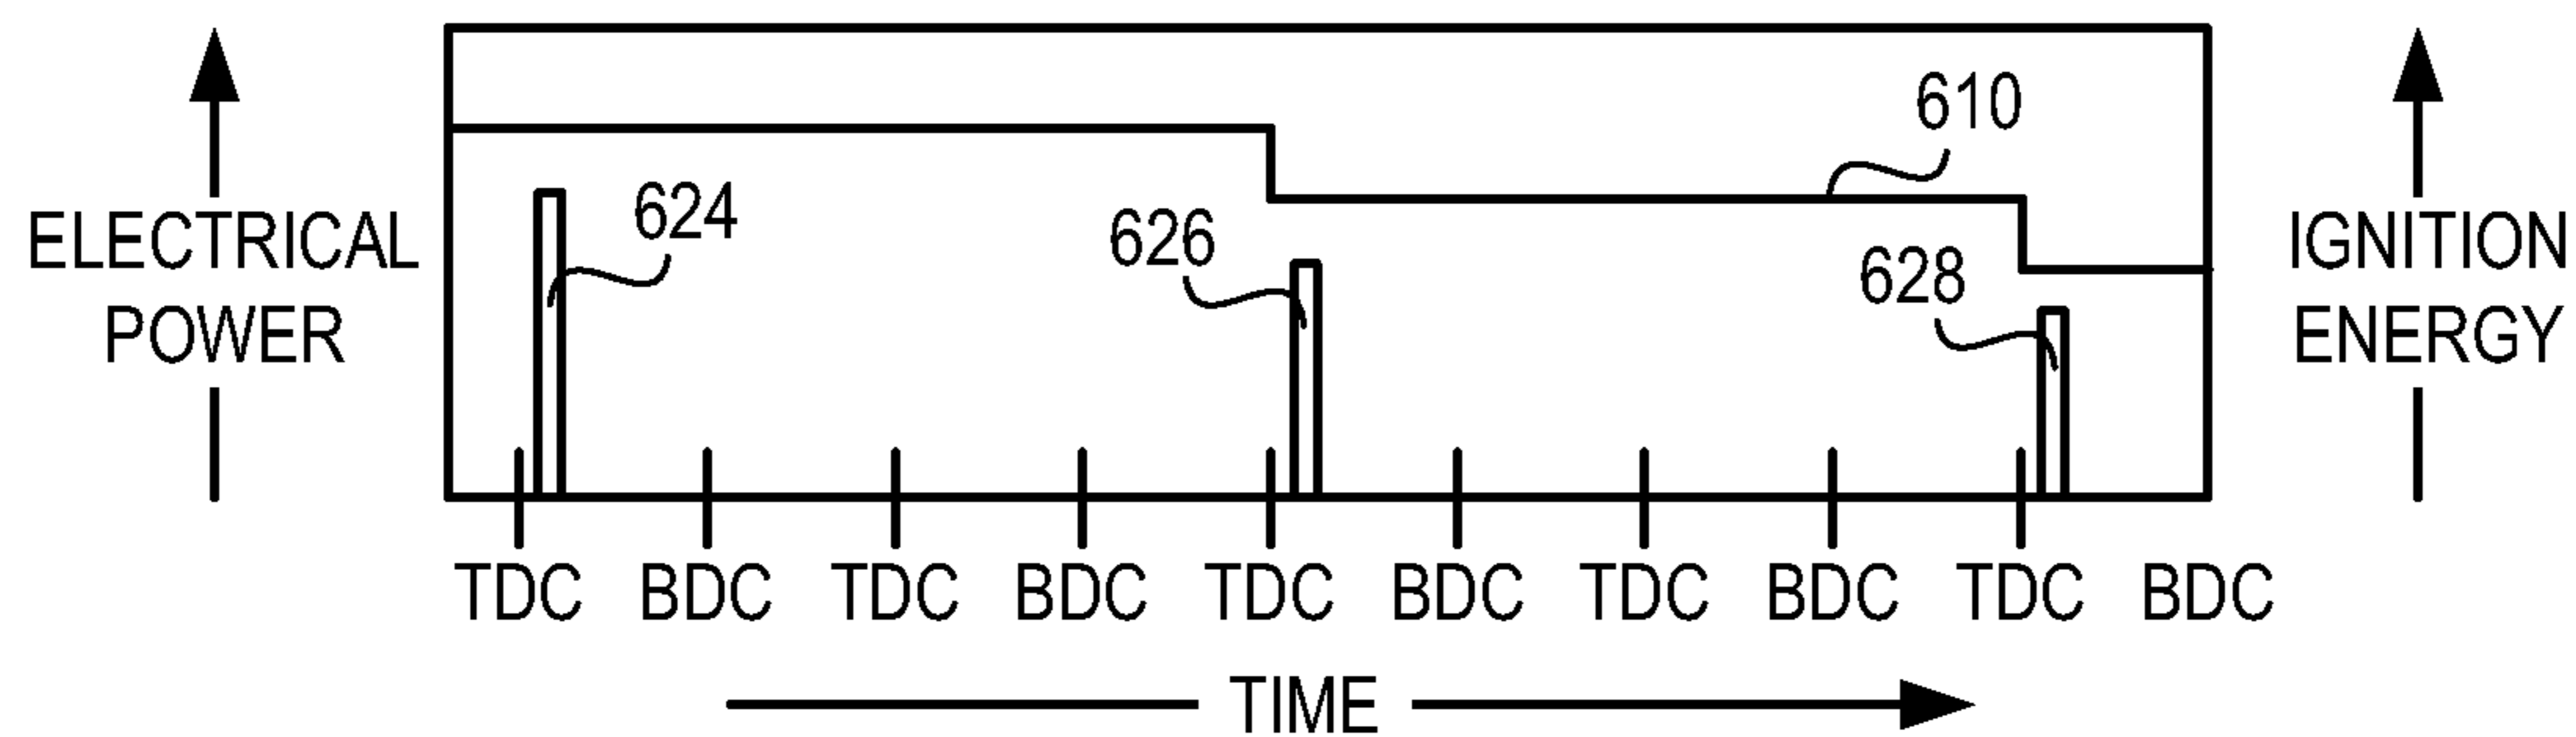 610
624
626
628
ELECTRICAL
POWER
IGNITION
ENERGY
TDC BDC TDC BDC TDC BDC TDC BDC TDC BDC
TIME